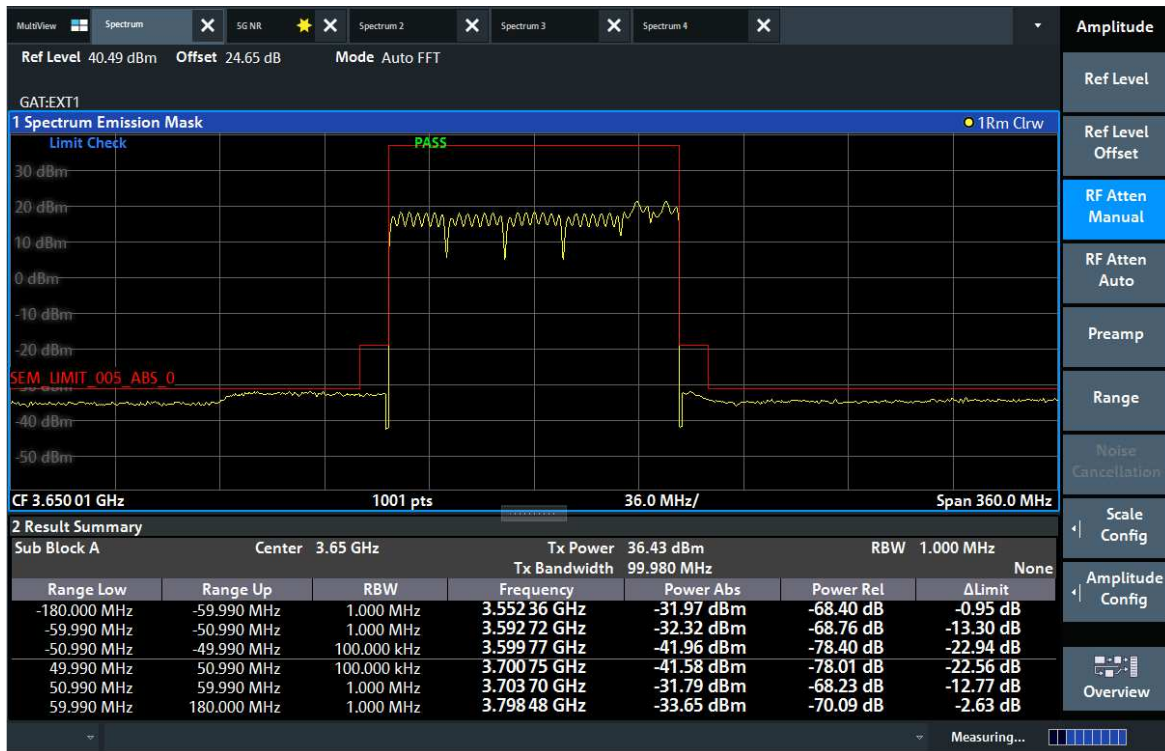 MultiView Spectrum 5G NR Spectrum 2 Spectrum 3 Spectrum 4
Amplitude
Ref Level 40.49 dBm Offset 24.65 dB Mode Auto FFT
GAT:EXT1
1 Spectrum Emission Mask 1Rm Clrw
Limit Check PASS
30 dBm
20 dBm
10 dBm
0 dBm
-10 dBm
-20 dBm
SEM_LIMIT_005_ABS_0
-30 dBm
-40 dBm
-50 dBm
CF 3.650 01 GHz 1001 pts 36.0 MHz/ Span 360.0 MHz
2 Result Summary
Sub Block A Center 3.65 GHz Tx Power 36.43 dBm RBW 1.000 MHz
Tx Bandwidth 99.980 MHz None
Range Low Range Up RBW Frequency Power Abs Power Rel ΔLimit
-180.000 MHz -59.990 MHz 1.000 MHz 3.552 36 GHz -31.97 dBm -68.40 dB -0.95 dB
-59.990 MHz -50.990 MHz 1.000 MHz 3.592 72 GHz -32.32 dBm -68.76 dB -13.30 dB
-50.990 MHz -49.990 MHz 100.000 kHz 3.599 77 GHz -41.96 dBm -78.40 dB -22.94 dB
49.990 MHz 50.990 MHz 100.000 kHz 3.700 75 GHz -41.58 dBm -78.01 dB -22.56 dB
50.990 MHz 59.990 MHz 1.000 MHz 3.703 70 GHz -31.79 dBm -68.23 dB -12.77 dB
59.990 MHz 180.000 MHz 1.000 MHz 3.798 48 GHz -33.65 dBm -70.09 dB -2.63 dB
Measuring...
Ref Level
Ref Level
Offset
RF Atten
Manual
RF Atten
Auto
Preamp
Range
Noise
Cancellation
Scale
Config
Amplitude
Config
Overview